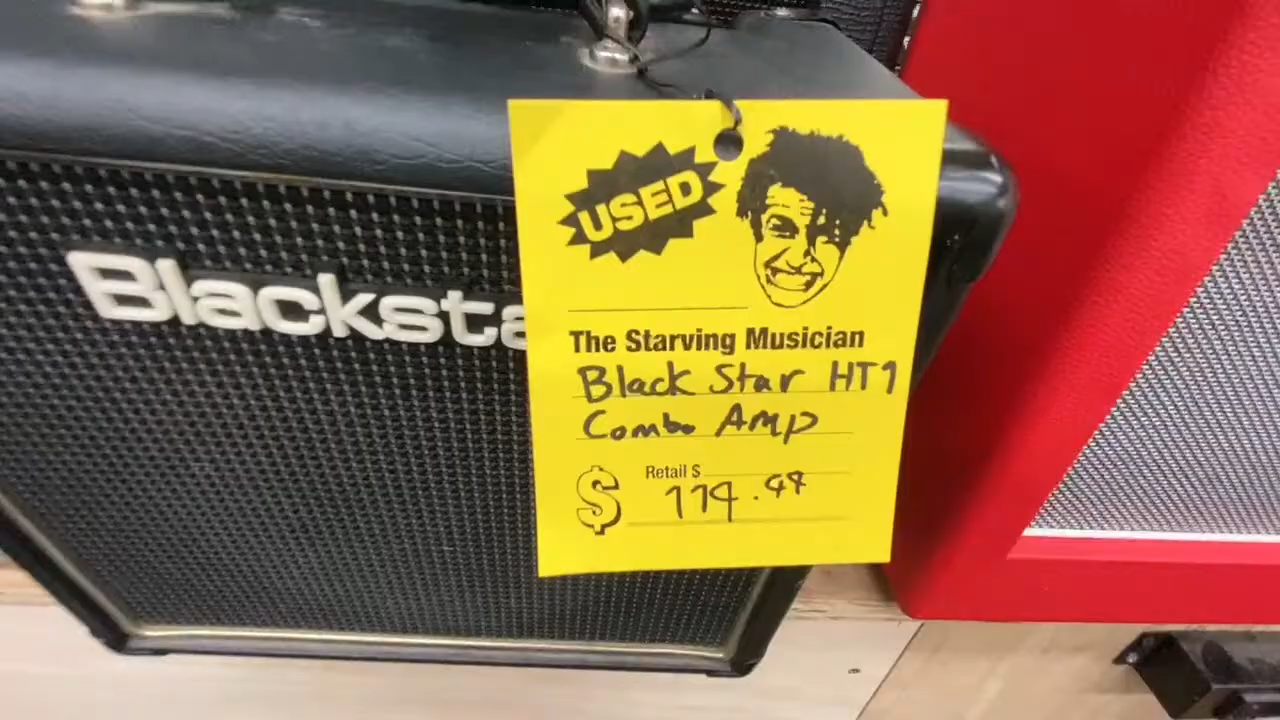 Blacksta
USED
The Starving Musician
Black Star HT1
Combo Amp
$ Retail $
119.99